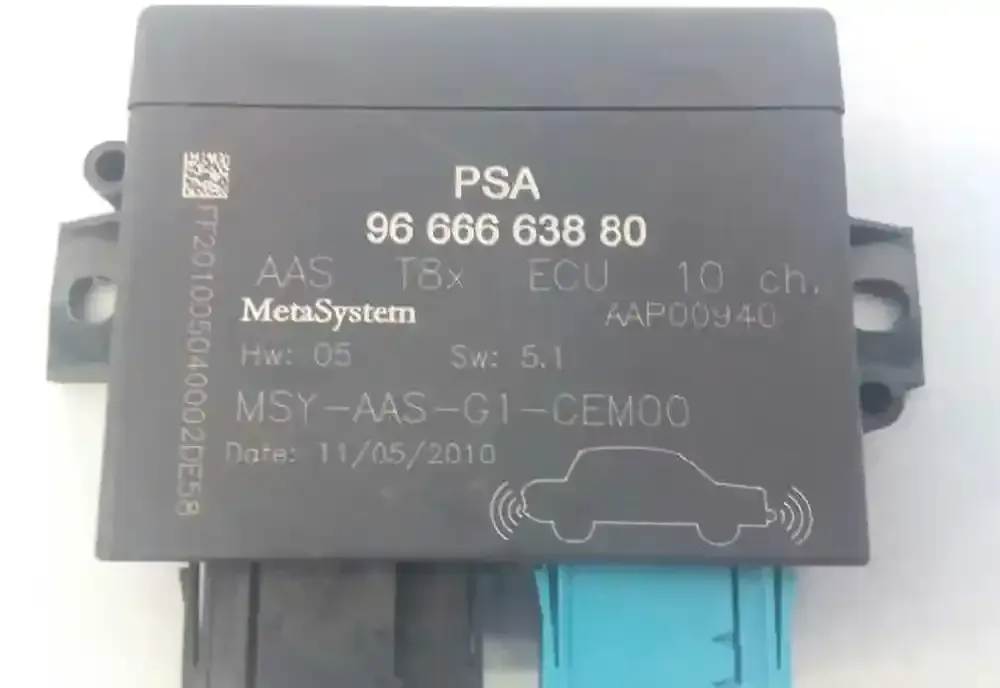 PSA
96 666 638 80
AAS T8x ECU 10 ch.
MetaSystem AAP00940
Hw: 05 Sw: 5.1
MSY-AAS-G1-CEM00
Date: 11/05/2010
TT201005040002DE58